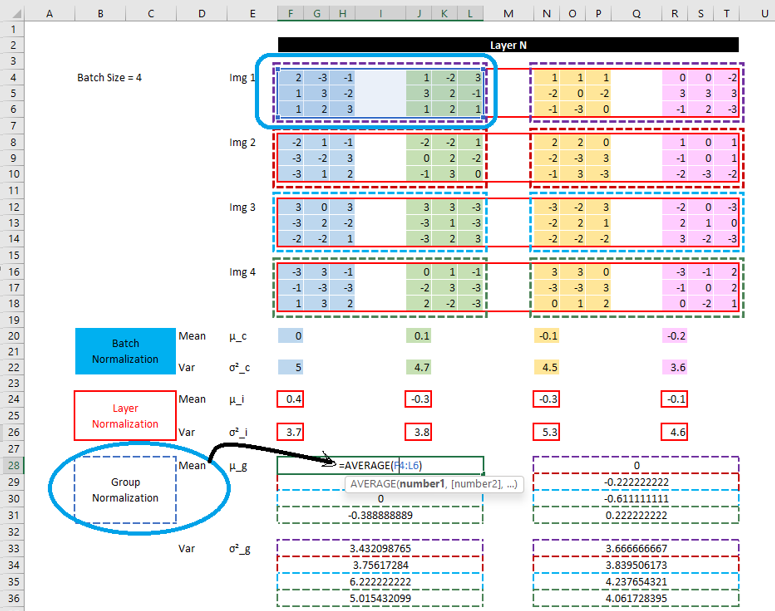 A B C D E F G H I J K L M N O P Q R S T U
1
2 Layer N
3
4 Batch Size = 4 Img 1 2 -3 -1 1 -2 3 1 1 1 0 0 -2
5 1 3 -2 3 2 -1 -2 0 -2 3 3 3
6 1 2 3 1 2 1 -1 -3 0 -1 2 -3
7
8 Img 2 -2 1 -1 -2 -2 1 2 2 0 1 0 1
9 -3 -2 3 0 2 -2 -1 -3 3 -1 0 1
10 -3 1 2 -1 3 0 -1 3 -3 -2 -3 -2
11
12 Img 3 3 0 3 3 3 -3 -3 -2 3 -2 0 -3
13 -3 2 -2 -3 1 -3 -2 2 1 2 1 0
14 -2 -2 1 -3 2 3 -2 -2 -2 3 -2 -3
15
16 Img 4 -3 3 -1 0 1 -1 3 3 0 -3 -1 2
17 -1 -3 -3 -2 3 -3 -3 -3 3 -1 0 2
18 1 3 2 2 -2 -3 0 1 2 0 -2 1
19
20 Mean μ_c 0 0.1 -0.1 -0.2
21 Batch
Normalization
22 Var σ²_c 5 4.7 4.5 3.6
23
24 Mean μ_i 0.4 -0.3 -0.3 -0.1
25 Layer
Normalization
26 Var σ²_i 3.7 3.8 5.3 4.6
27
28 Mean μ_g =AVERAGE(F4:L6) 0
29 Group AVERAGE(number1, [number2], ...) -0.222222222
30 Normalization 0 -0.611111111
31 -0.388888889 0.222222222
32
33 Var σ²_g 3.432098765 3.666666667
34 3.75617284 3.839506173
35 6.222222222 4.237654321
36 5.015432099 4.061728395